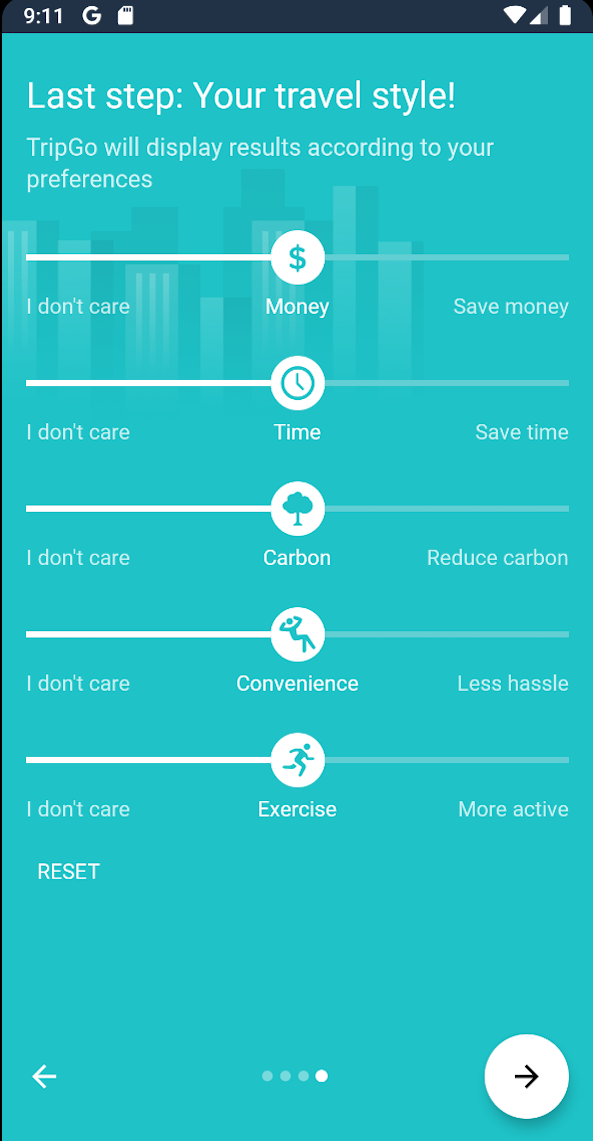 9:11
Last step: Your travel style!
TripGo will display results according to your
preferences
$
I don't care Money Save money
I don't care Time Save time
I don't care Carbon Reduce carbon
I don't care Convenience Less hassle
I don't care Exercise More active
RESET